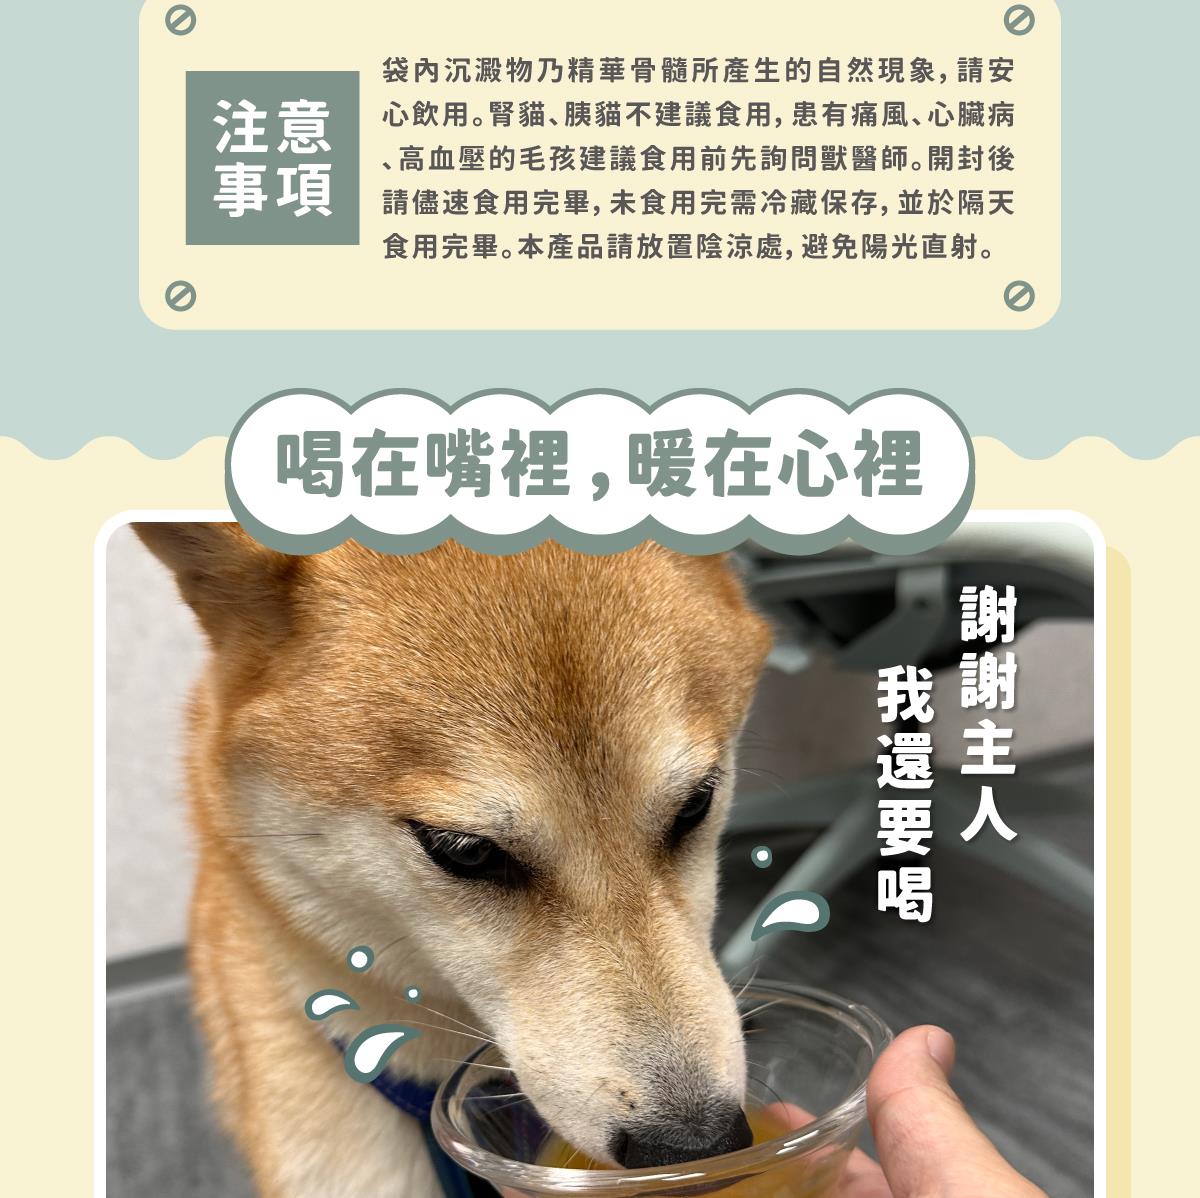 注意
事項
袋內沉澱物乃精華骨髓所產生的自然現象，請安
心飲用。腎貓、胰貓不建議食用，患有痛風、心臟病
、高血壓的毛孩建議食用前先詢問獸醫師。開封後
請儘速食用完畢，未食用完需冷藏保存，並於隔天
食用完畢。本產品請放置陰涼處，避免陽光直射。
喝在嘴裡，暖在心裡
謝謝主人
我還要喝